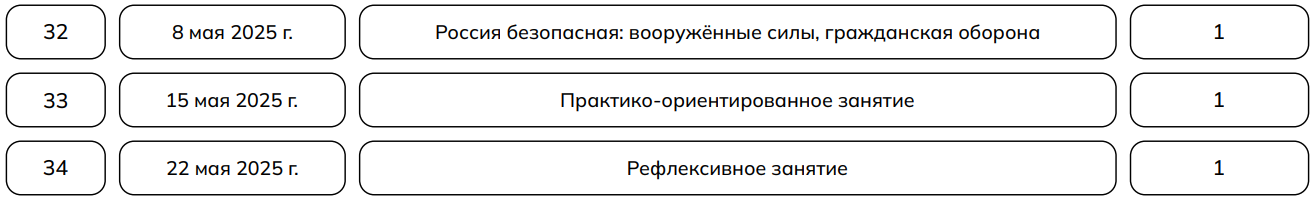 32 8 мая 2025 г. Россия безопасная: вооружённые силы, гражданская оборона 1
33 15 мая 2025 г. Практико-ориентированное занятие 1
34 22 мая 2025 г. Рефлексивное занятие 1